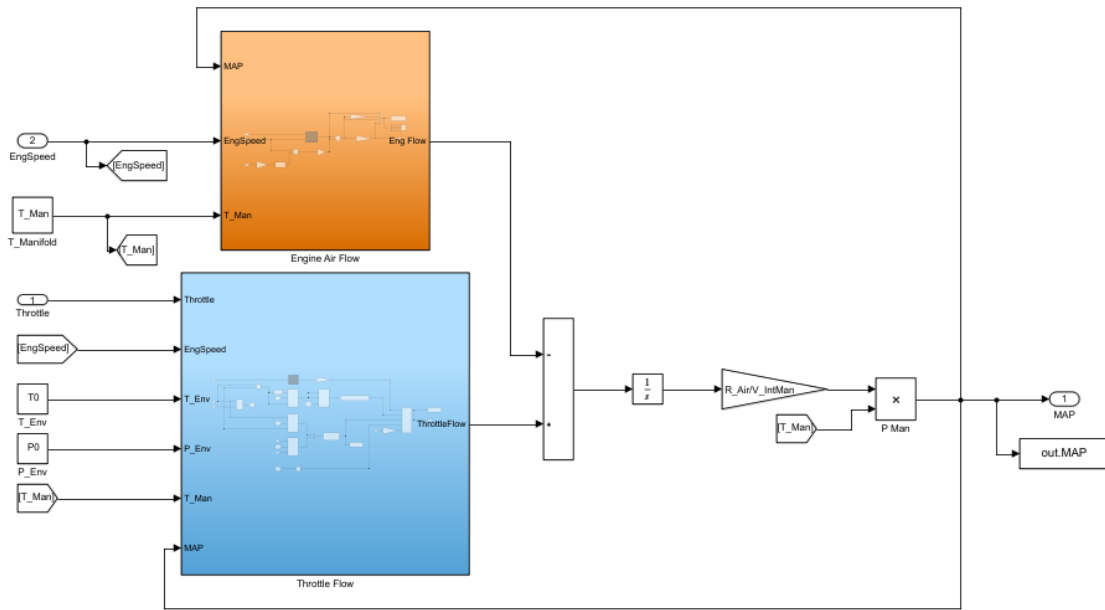 MAP
2
EngSpeed
EngSpeed
Eng Flow
[EngSpeed]
T_Man
T_Man
T_Manifold
[T_Man]
Engine Air Flow
1
Throttle
Throttle
[EngSpeed]
EngSpeed
T0
T_Env
T_Env
ThrottleFlow
P0
P_Env
P_Env
[T_Man]
T_Man
MAP
Throttle Flow
-
+
1
s
R_Air/V_IntMan
[T_Man]
×
P Man
1
MAP
out.MAP